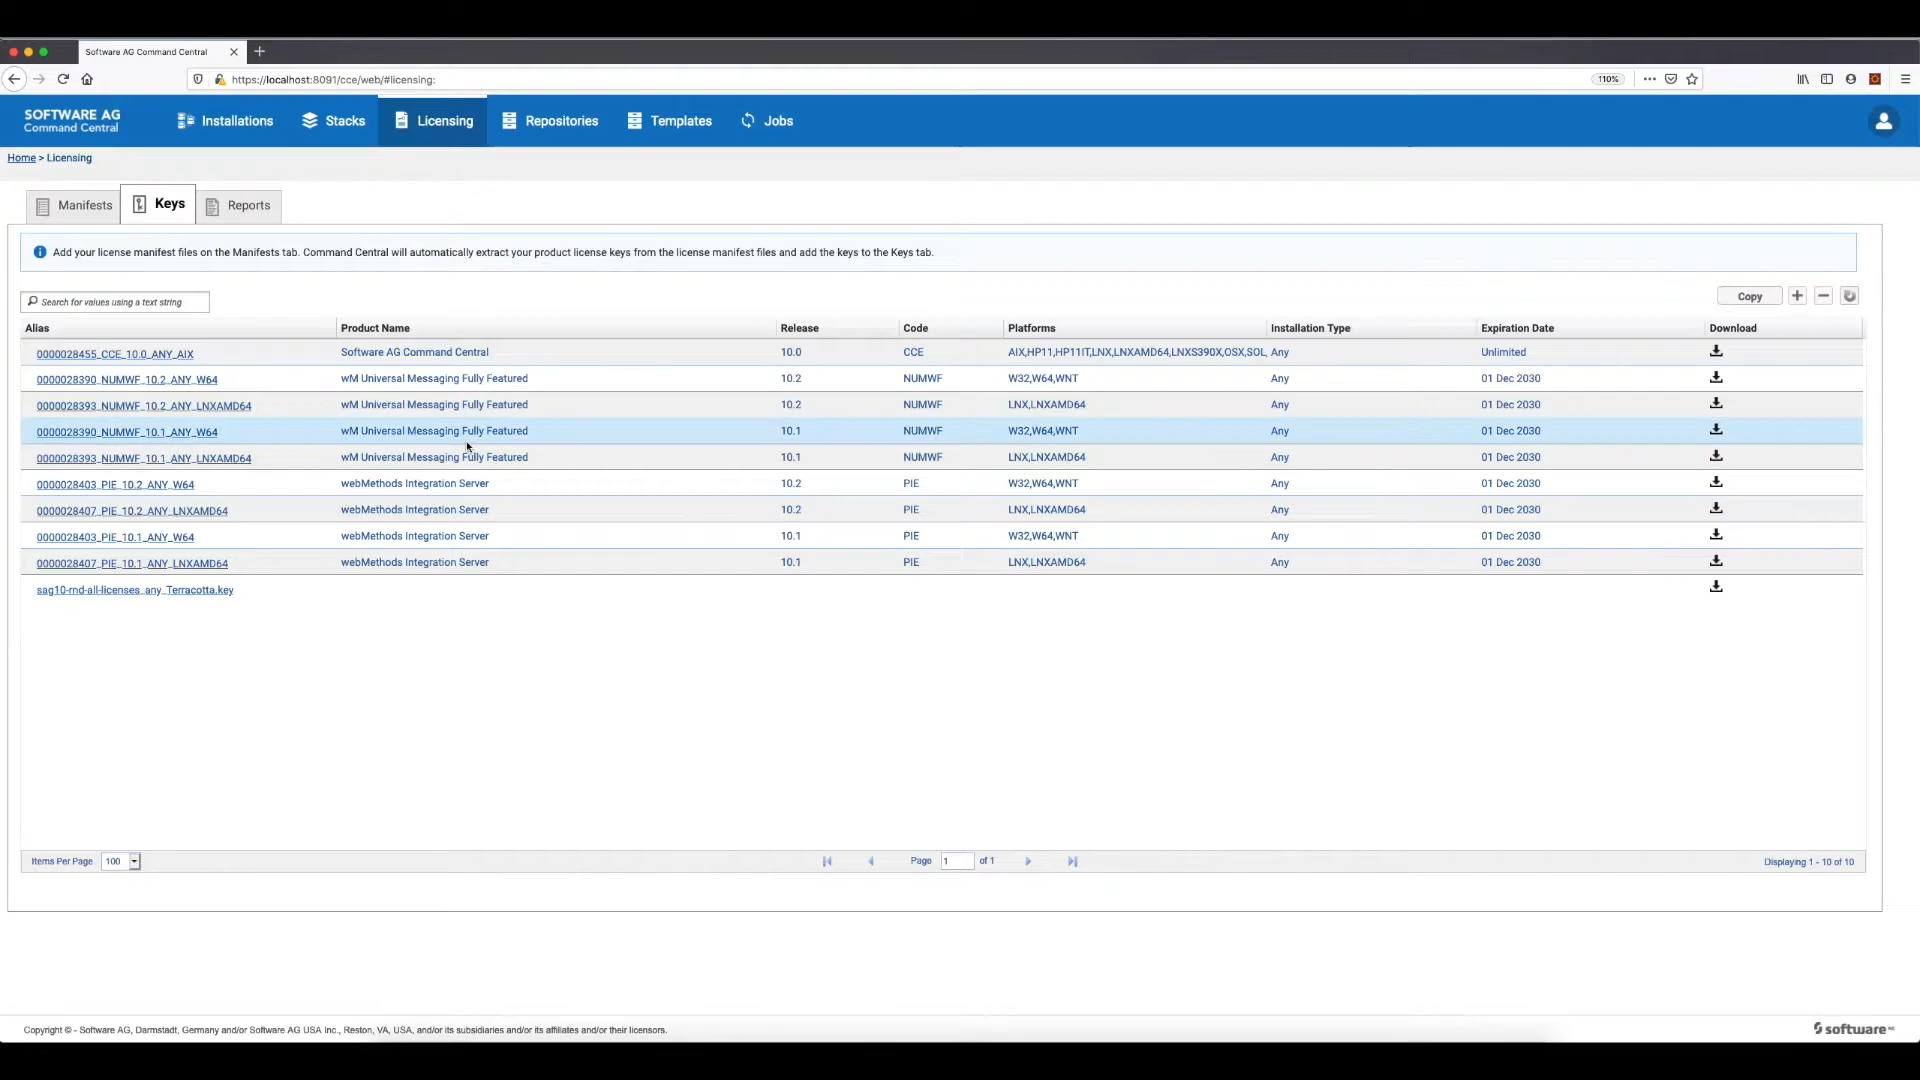 Software AG Command Central
https://localhost:8091/cce/web/#licensing:
110%
SOFTWARE AG
Command Central
Installations
Stacks
Licensing
Repositories
Templates
Jobs
Home > Licensing
Manifests
Keys
Reports
Add your license manifest files on the Manifests tab. Command Central will automatically extract your product license keys from the license manifest files and add the keys to the Keys tab.
Search for values using a text string
Copy
Alias Product Name Release Code Platforms Installation Type Expiration Date Download
0000028455_CCE_10.0_ANY_AIX Software AG Command Central 10.0 CCE AIX,HP11,HP11IT,LNX,LNXAMD64,LNXS390X,OSX,SOL, Any Unlimited
0000028390_NUMWF_10.2_ANY_W64 wM Universal Messaging Fully Featured 10.2 NUMWF W32,W64,WNT Any 01 Dec 2030
0000028393_NUMWF_10.2_ANY_LNXAMD64 wM Universal Messaging Fully Featured 10.2 NUMWF LNX,LNXAMD64 Any 01 Dec 2030
0000028390_NUMWF_10.1_ANY_W64 wM Universal Messaging Fully Featured 10.1 NUMWF W32,W64,WNT Any 01 Dec 2030
0000028393_NUMWF_10.1_ANY_LNXAMD64 wM Universal Messaging Fully Featured 10.1 NUMWF LNX,LNXAMD64 Any 01 Dec 2030
0000028403_PIE_10.2_ANY_W64 webMethods Integration Server 10.2 PIE W32,W64,WNT Any 01 Dec 2030
0000028407_PIE_10.2_ANY_LNXAMD64 webMethods Integration Server 10.2 PIE LNX,LNXAMD64 Any 01 Dec 2030
0000028403_PIE_10.1_ANY_W64 webMethods Integration Server 10.1 PIE W32,W64,WNT Any 01 Dec 2030
0000028407_PIE_10.1_ANY_LNXAMD64 webMethods Integration Server 10.1 PIE LNX,LNXAMD64 Any 01 Dec 2030
sag10-rnd-all-licenses_any_Terracotta.key
Items Per Page 100 Page 1 of 1 Displaying 1 - 10 of 10
Copyright © - Software AG, Darmstadt, Germany and/or Software AG USA Inc., Reston, VA, USA, and/or its subsidiaries and/or its affiliates and/or their licensors.
software AG